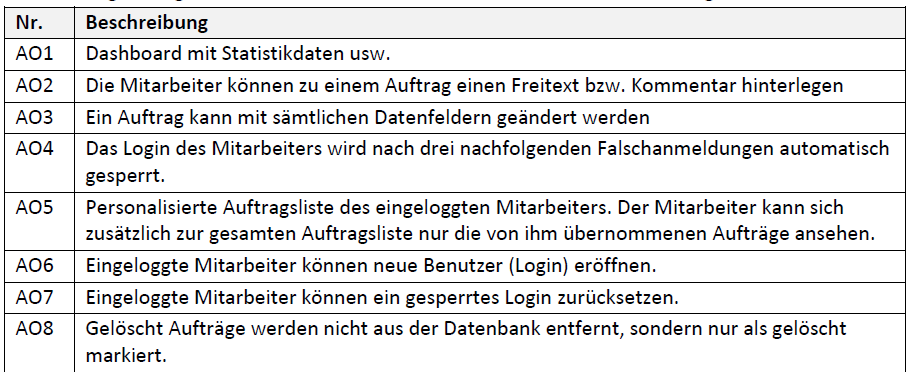 Nr. Beschreibung
AO1 Dashboard mit Statistikdaten usw.
AO2 Die Mitarbeiter können zu einem Auftrag einen Freitext bzw. Kommentar hinterlegen
AO3 Ein Auftrag kann mit sämtlichen Datenfeldern geändert werden
AO4 Das Login des Mitarbeiters wird nach drei nachfolgenden Falschanmeldungen automatisch
gesperrt.
AO5 Personalisierte Auftragsliste des eingeloggten Mitarbeiters. Der Mitarbeiter kann sich
zusätzlich zur gesamten Auftragsliste nur die von ihm übernommenen Aufträge ansehen.
AO6 Eingeloggte Mitarbeiter können neue Benutzer (Login) eröffnen.
AO7 Eingeloggte Mitarbeiter können ein gesperrtes Login zurücksetzen.
AO8 Gelöscht Aufträge werden nicht aus der Datenbank entfernt, sondern nur als gelöscht
markiert.